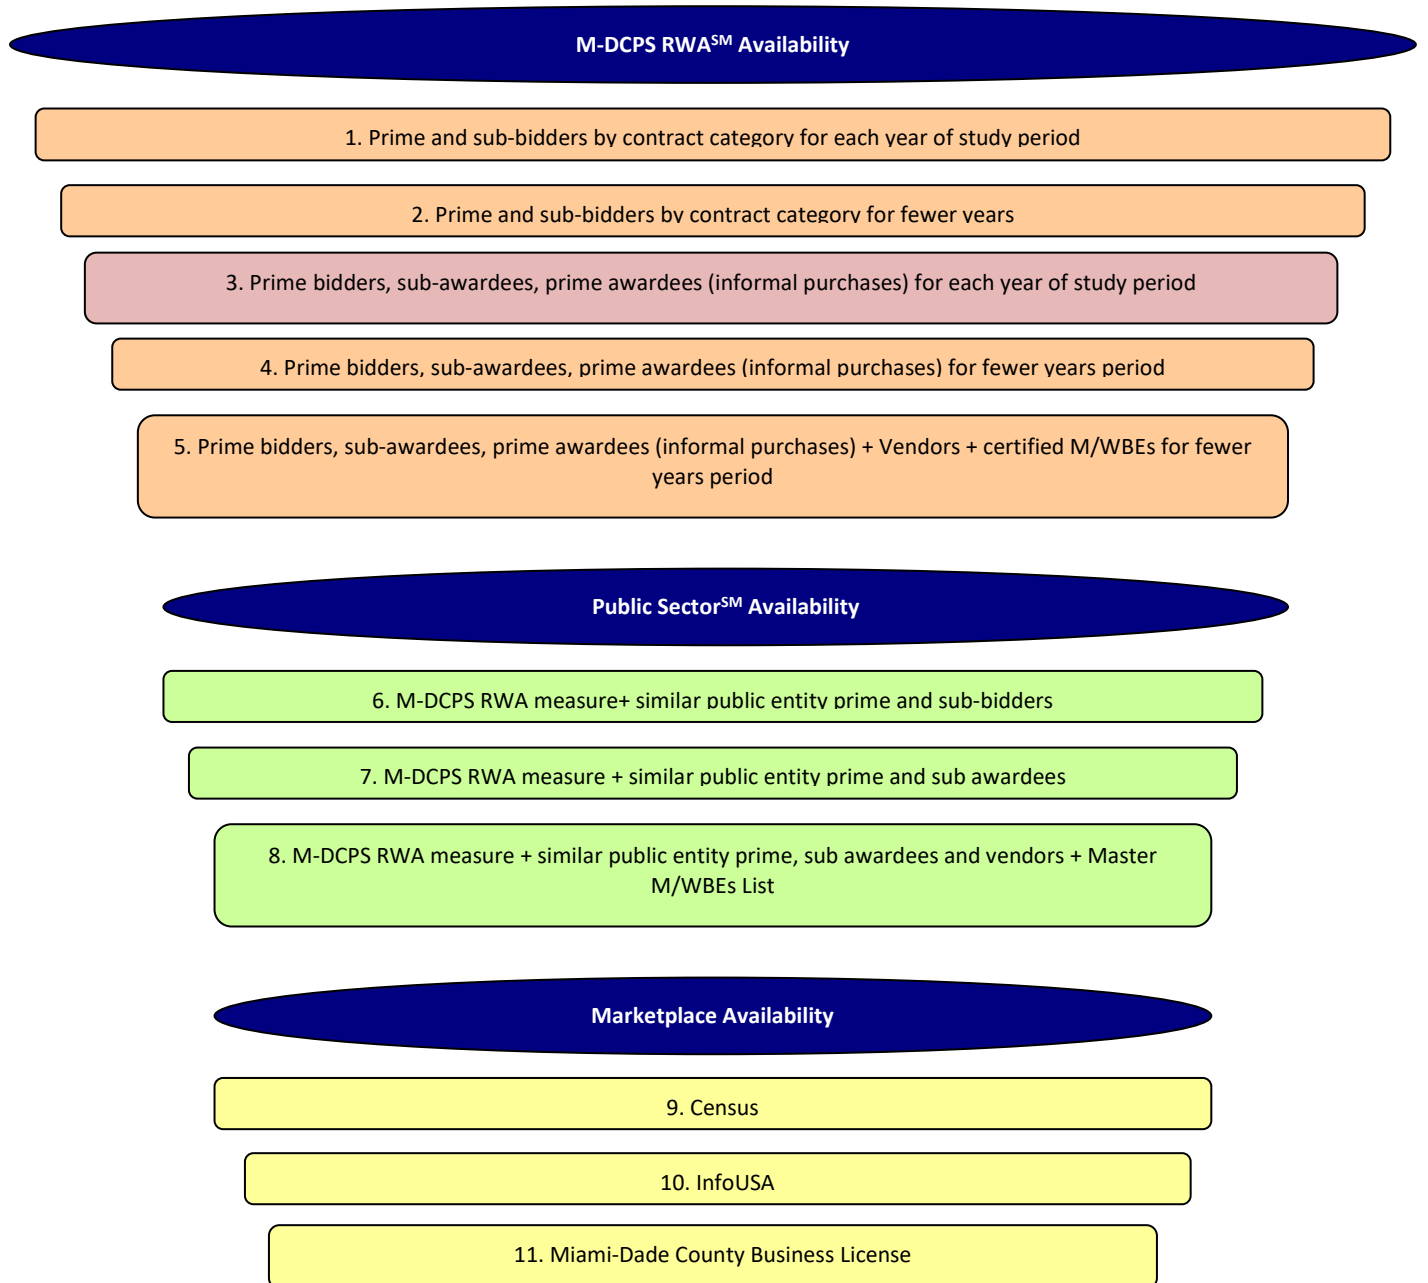 M-DCPS RWA℠ Availability
1. Prime and sub-bidders by contract category for each year of study period
2. Prime and sub-bidders by contract category for fewer years
3. Prime bidders, sub-awardees, prime awardees (informal purchases) for each year of study period
4. Prime bidders, sub-awardees, prime awardees (informal purchases) for fewer years period
5. Prime bidders, sub-awardees, prime awardees (informal purchases) + Vendors + certified M/WBEs for fewer
years period
Public Sector℠ Availability
6. M-DCPS RWA measure+ similar public entity prime and sub-bidders
7. M-DCPS RWA measure + similar public entity prime and sub awardees
8. M-DCPS RWA measure + similar public entity prime, sub awardees and vendors + Master
M/WBEs List
Marketplace Availability
9. Census
10. InfoUSA
11. Miami-Dade County Business License